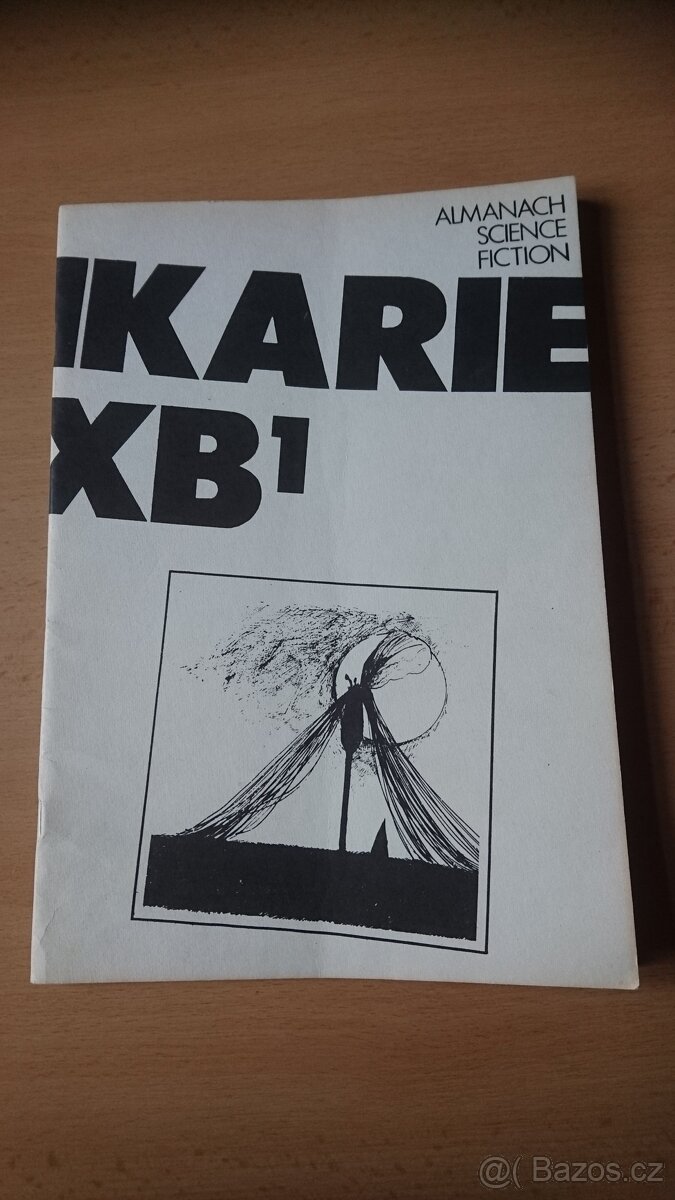 ALMANACH
SCIENCE
FICTION
IKARIE
XB1
@( Bazos.cz